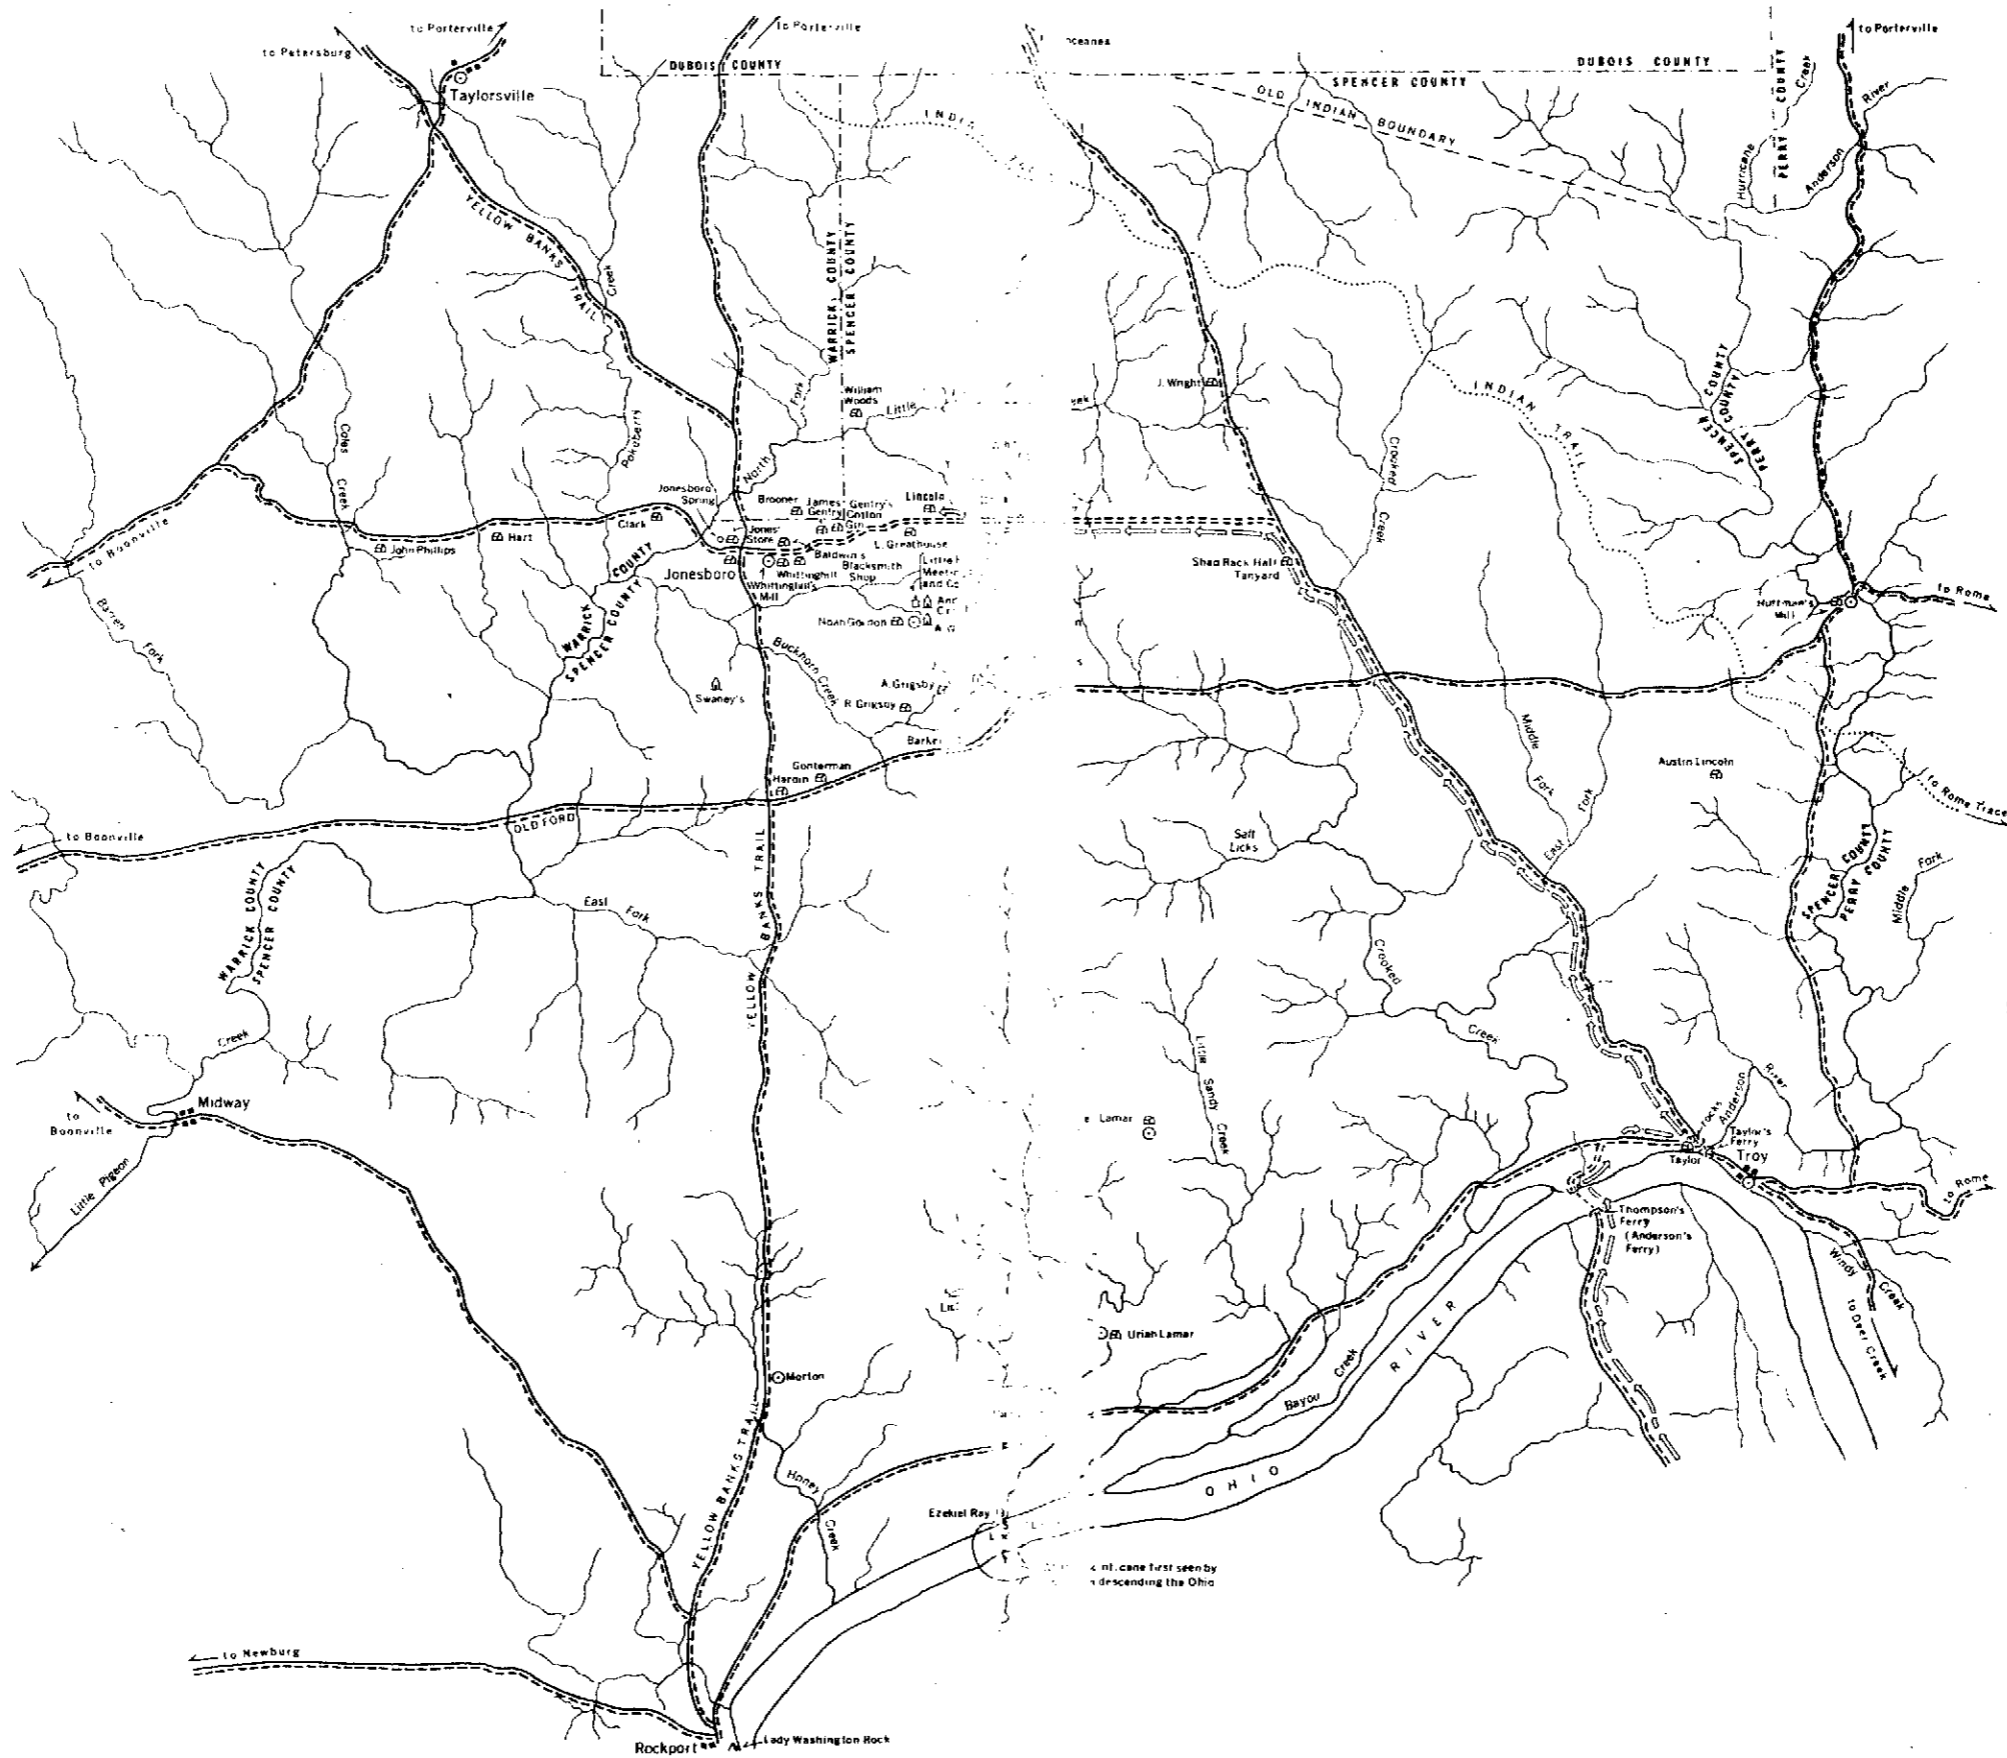 to Porterville
to Petersburg
to Porterville
to Porterville
DUBOIS COUNTY
DUBOIS COUNTY
SPENCER COUNTY
PERRY COUNTY
Creek
River
Taylorsville
OLD INDIAN BOUNDARY
Hurricane
Anderson
YELLOW BANKS TRAIL
Creek
WARRICK COUNTY
SPENCER COUNTY
J. Wright
INDIAN TRAIL
SPENCER COUNTY
PERRY COUNTY
William
Woods
Little
Fork
North
Coles
Creek
Pokaberry
Crooked
Creek
Jonesboro
Spring
Brooner
James
Gentry
Gentry's
Cotton
Gin
Lincoln
Clark
Jones'
Store
L. Greathouse
John Phillips
Hart
to Boonville
Jonesboro
Whittinghill
Baldwin's
Blacksmith
Shop
Whittinghill's
Mill
Shad Rack Hall
Tanyard
Huffman's
Mill
to Rome
Barren
Fork
WARRICK COUNTY
SPENCER COUNTY
Noah Gordon
Buckhorn Creek
Swaney's
A. Grigsby
R. Grigsby
Barker
Gonterman
Hardin
Middle
Fork
East
Fork
Austin Lincoln
to Rome Trace
to Boonville
OLD FORD
Salt
Licks
YELLOW BANKS TRAIL
WARRICK COUNTY
SPENCER COUNTY
East
Fork
SPENCER COUNTY
PERRY COUNTY
Middle
Fork
Crooked
Creek
Creek
Little
Sandy
Creek
Midway
to
Boonville
Little Pigeon
Lamar
rocks
Anderson
River
Taylor's
Ferry
Taylor
Troy
to Rome
Thompson's
Ferry
(Anderson's
Ferry)
Windy
Creek
to Deer Creek
Uriah Lamar
Bayou
Creek
OHIO RIVER
Morton
YELLOW BANKS TRAIL
Honey
Creek
Ezekiel Ray
cane first seen by
descending the Ohio
to Newburg
Rockport
Lady Washington Rock